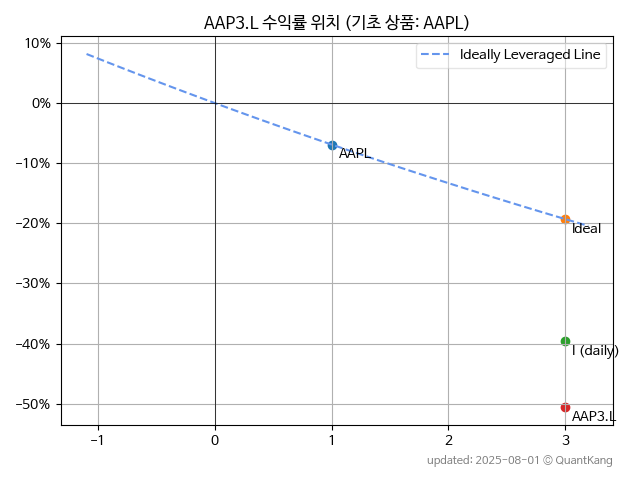 AAP3.L 수익률 위치 (기초 상품: AAPL)
10%
0%
−10%
−20%
−30%
−40%
−50%
Ideally Leveraged Line
AAPL
Ideal
I (daily)
AAP3.L
−1
0
1
2
3
updated: 2025-08-01 © QuantKang